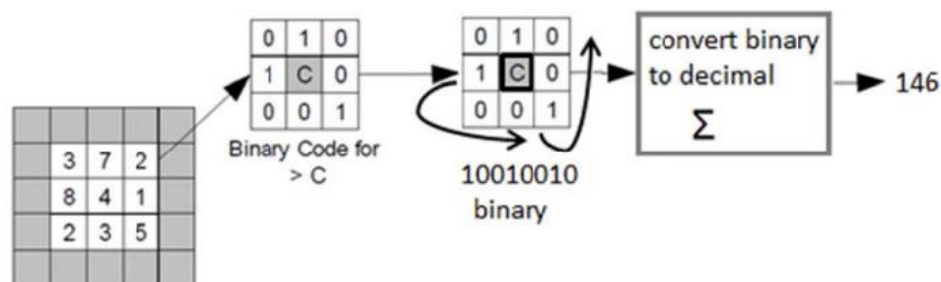 3 7 2
8 4 1
2 3 5
0 1 0
1 C 0
0 0 1
Binary Code for
> C
0 1 0
1 C 0
0 0 1
10010010
binary
convert binary
to decimal
Σ
146